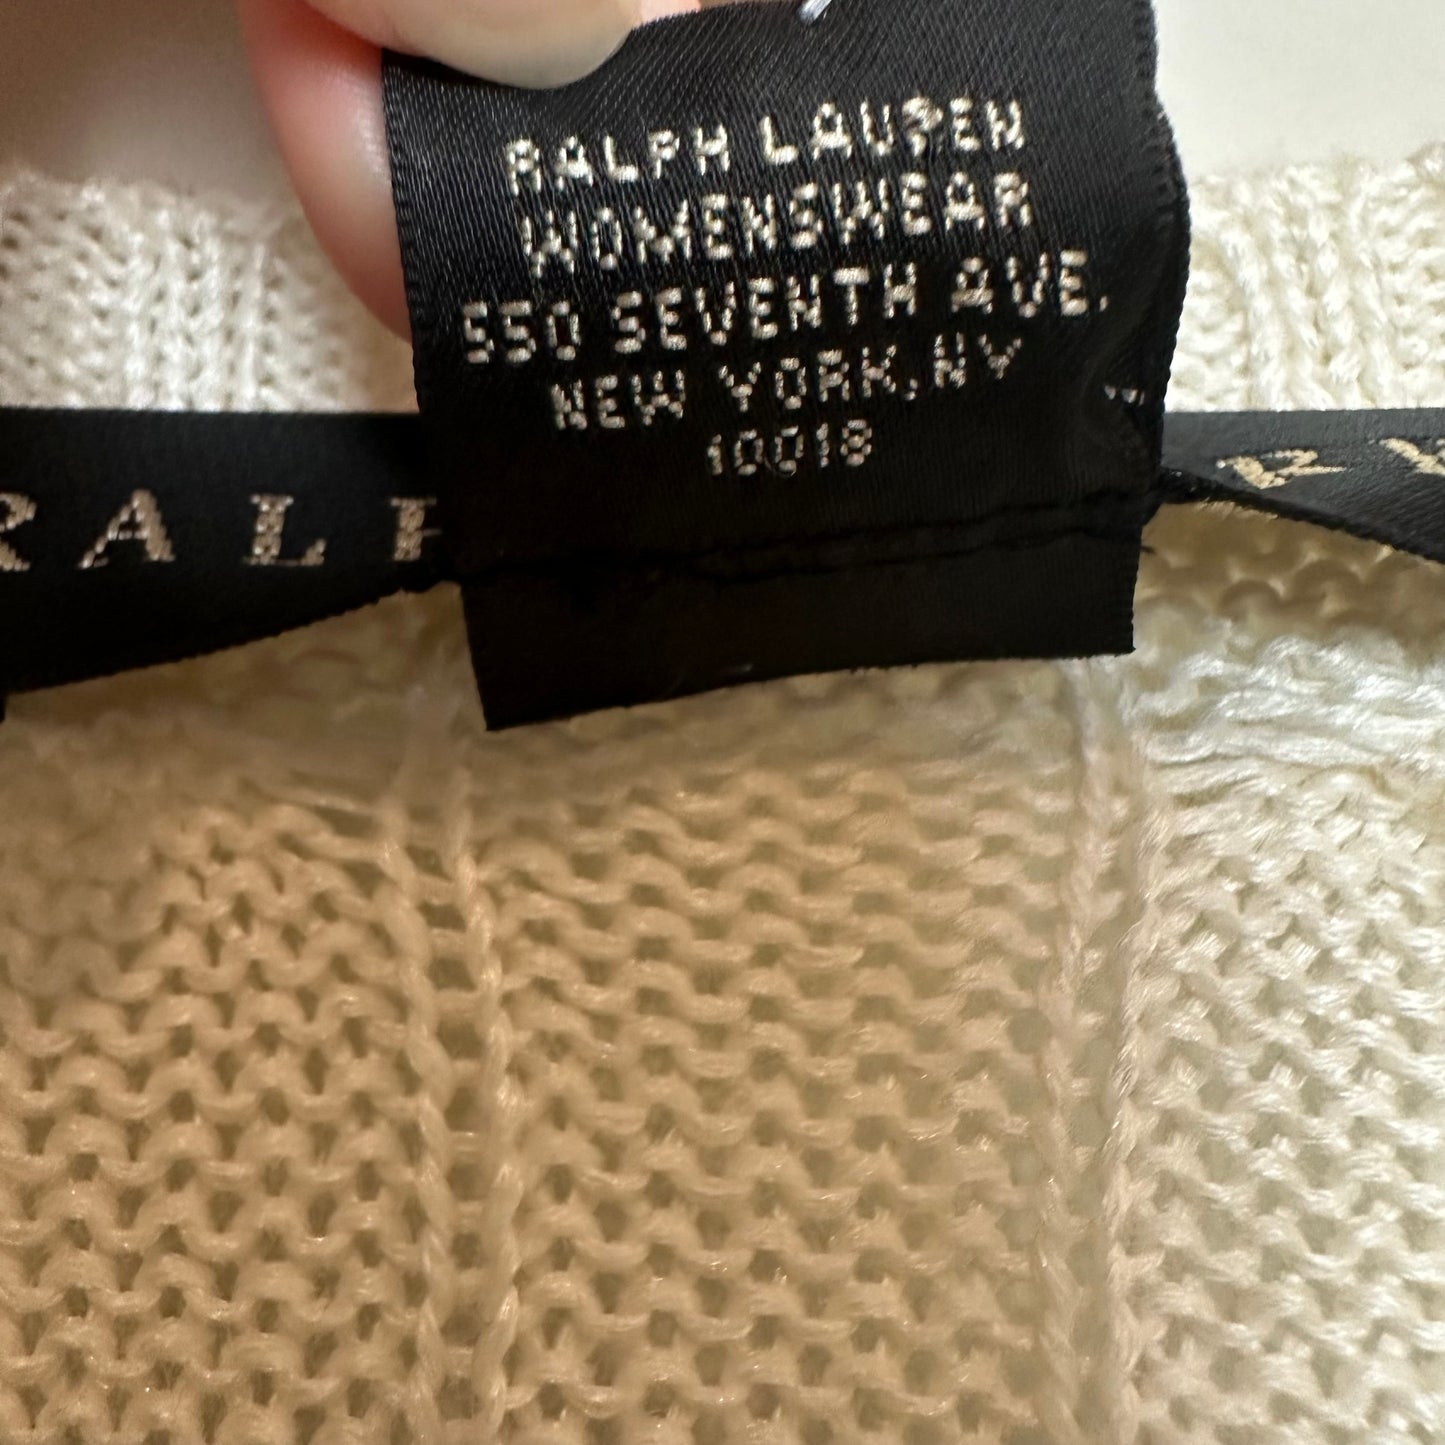 RALPH LAUREN
WOMENSWEAR
550 SEVENTH AVE.
NEW YORK, NY
10018
RALP